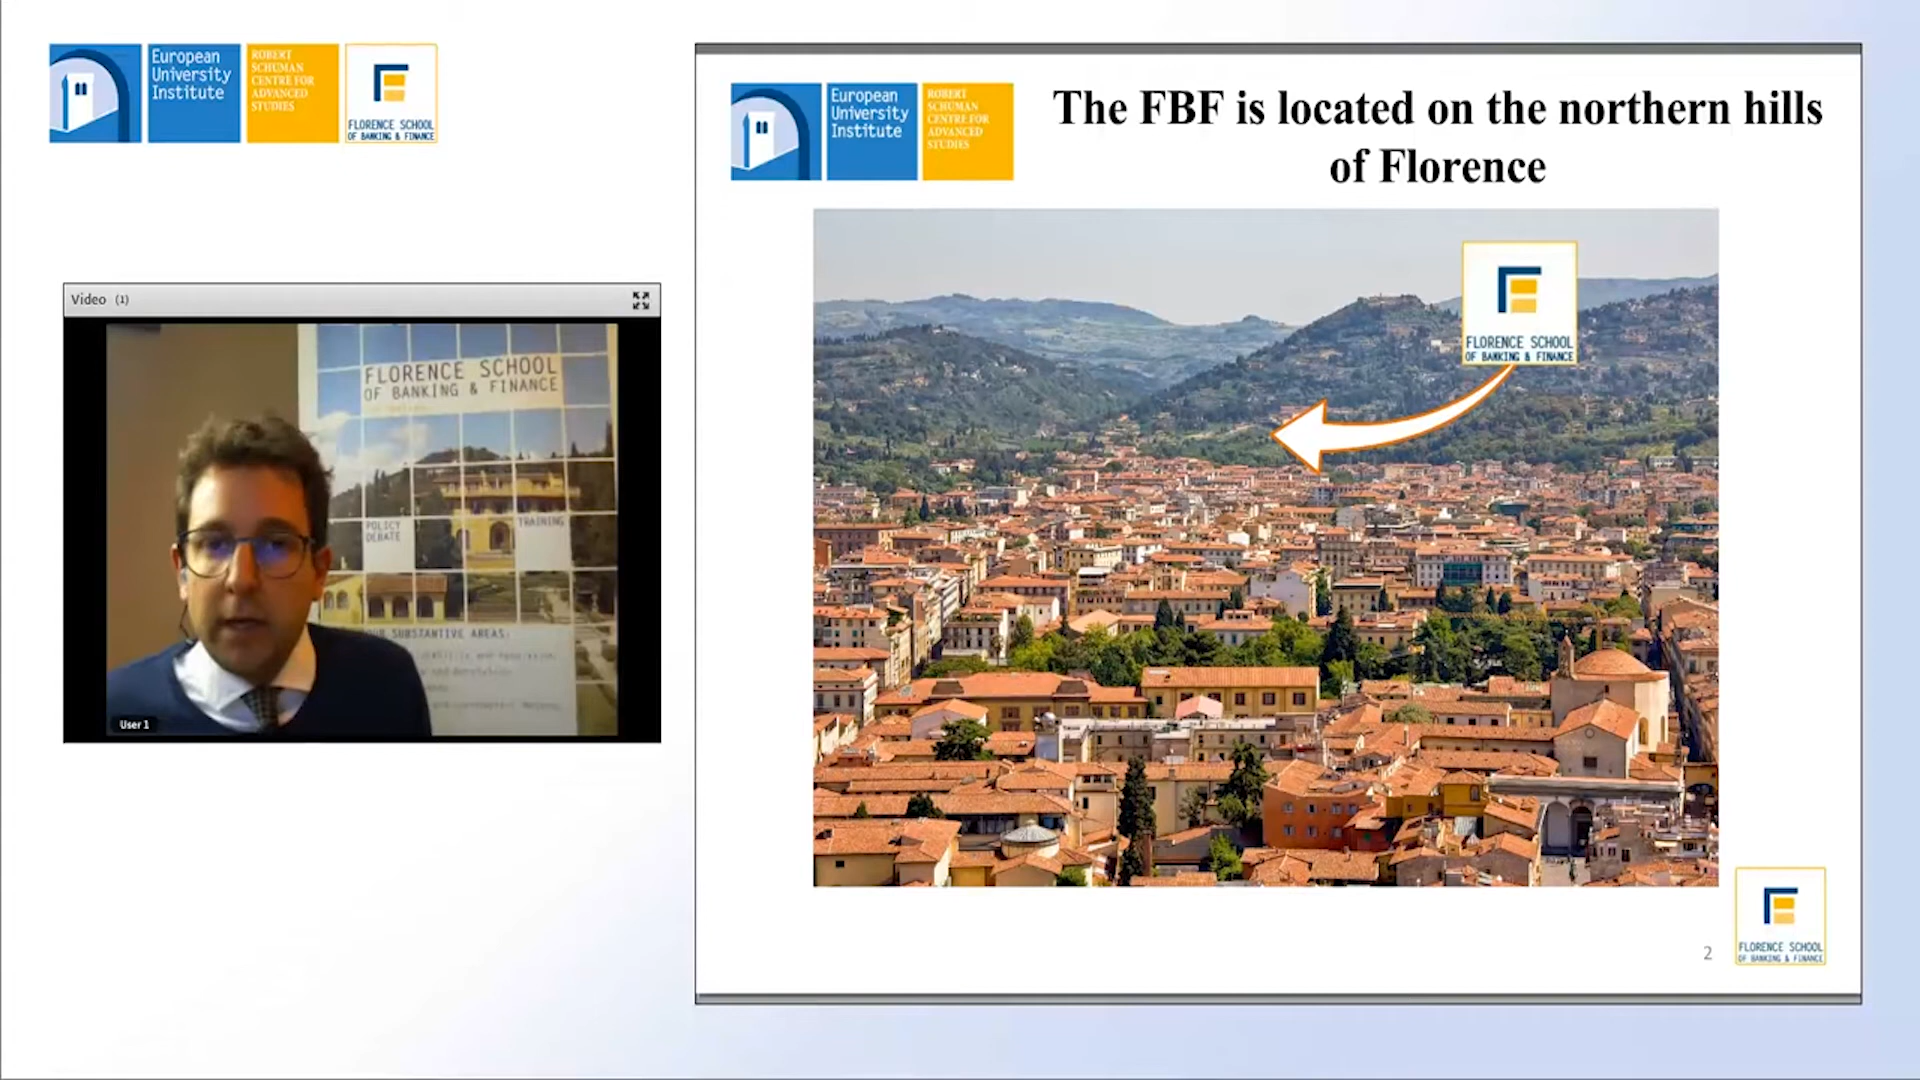 European
University
Institute
ROBERT
SCHUMAN
CENTRE FOR
ADVANCED
STUDIES
FLORENCE SCHOOL
OF BANKING & FINANCE
Video (1)
FLORENCE SCHOOL
OF BANKING & FINANCE
POLICY
DEBATE
TRAINING
SUBSTANTIVE AREAS:
User 1
European
University
Institute
ROBERT
SCHUMAN
CENTRE FOR
ADVANCED
STUDIES
The FBF is located on the northern hills
of Florence
FLORENCE SCHOOL
OF BANKING & FINANCE
2
FLORENCE SCHOOL
OF BANKING & FINANCE